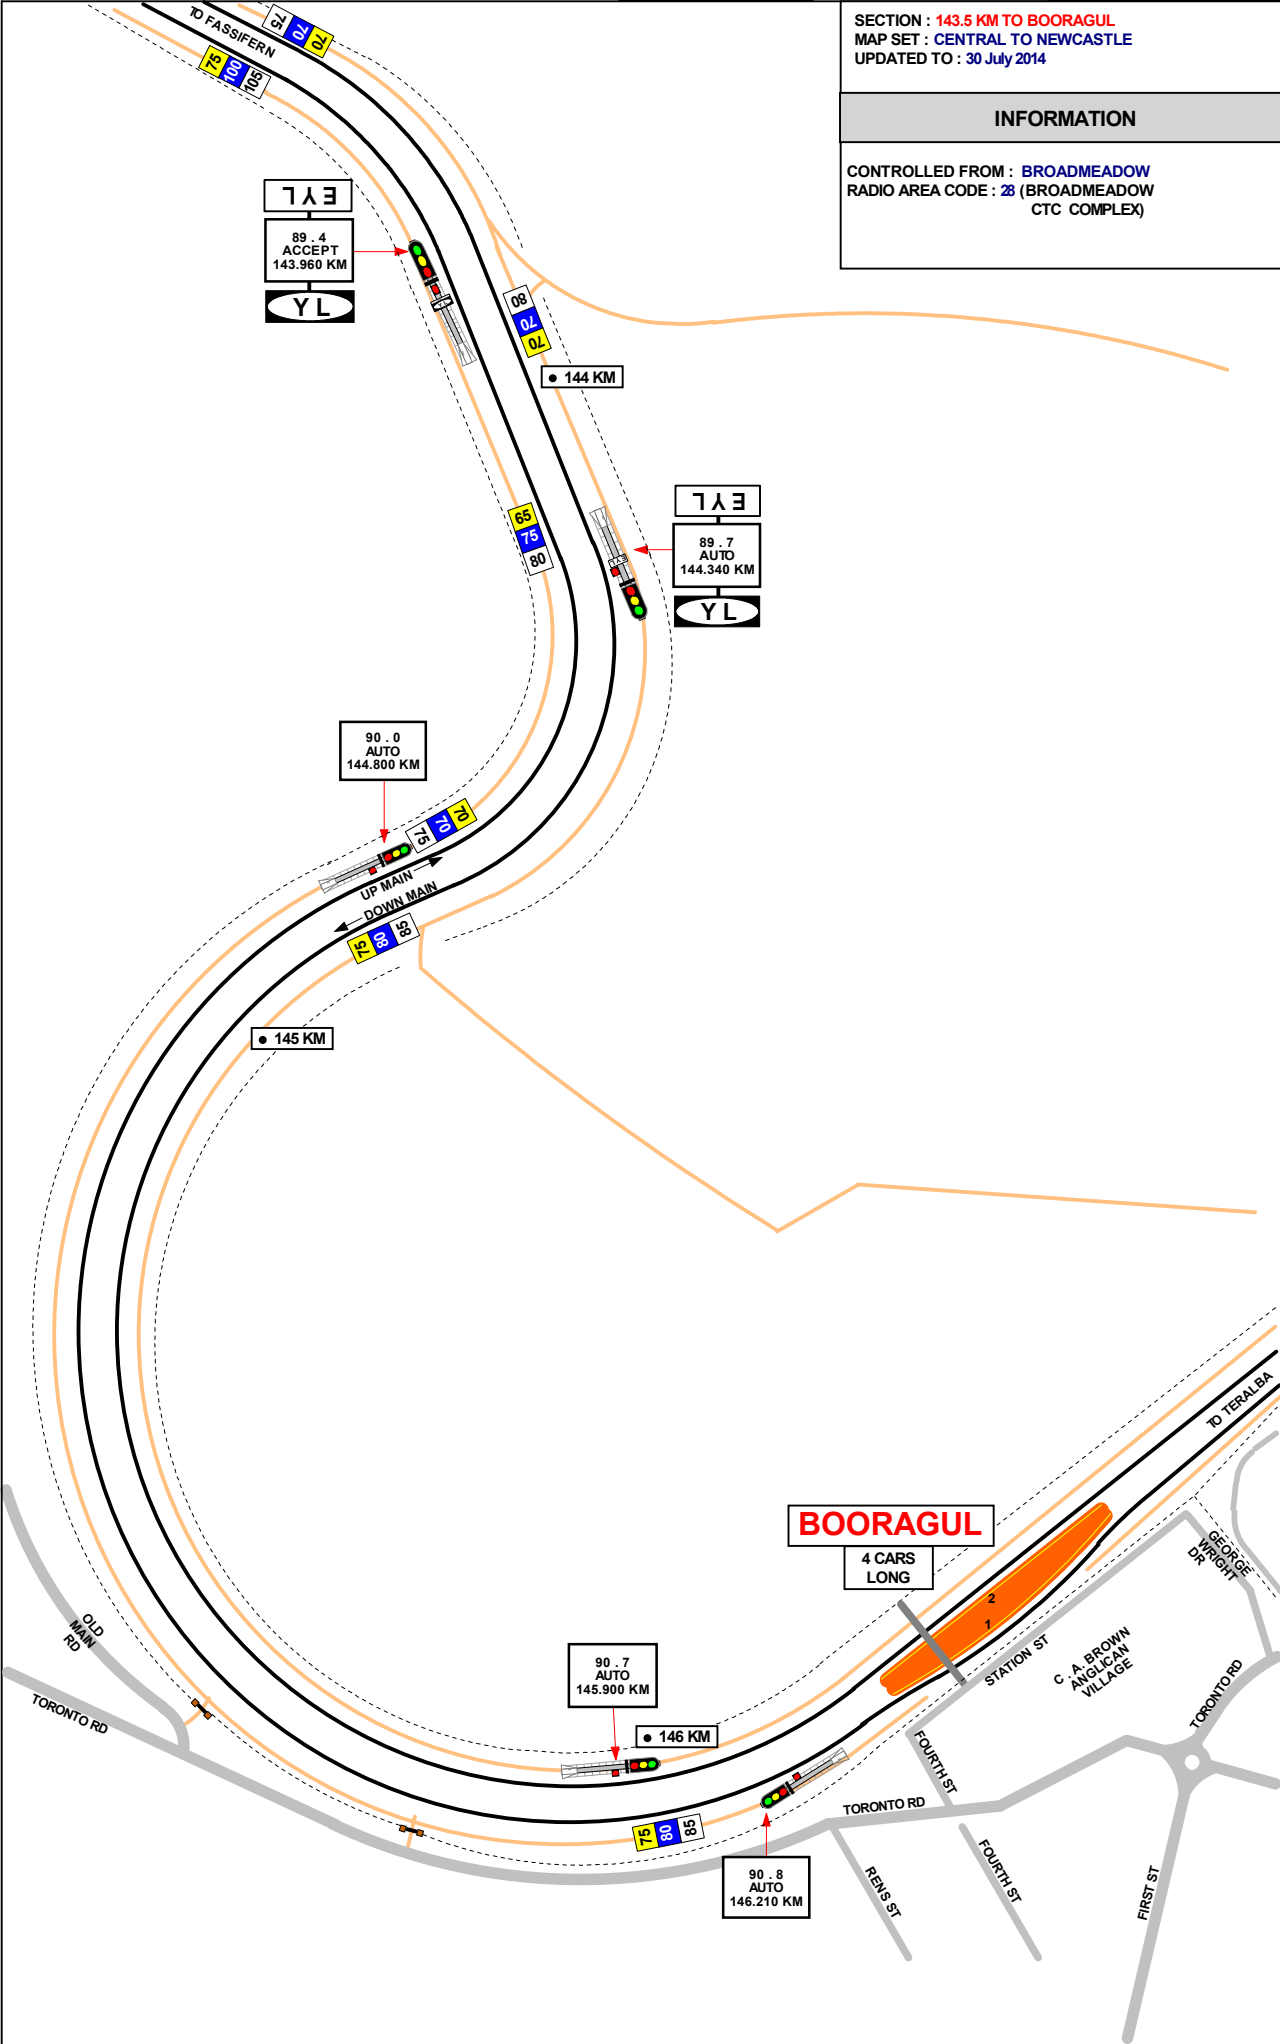 SECTION : 143.5 KM TO BOORAGUL
MAP SET : CENTRAL TO NEWCASTLE
UPDATED TO : 30 July 2014
INFORMATION
CONTROLLED FROM : BROADMEADOW
RADIO AREA CODE : 28 (BROADMEADOW
CTC COMPLEX)
TO FASSIFERN
75 70 70
75 100 105
EYL
89 . 4
ACCEPT
143.960 KM
YL
80
70
70
144 KM
65
75
80
EYL
89 . 7
AUTO
144.340 KM
YL
EYL
90 . 0
AUTO
144.800 KM
75 70 70
UP MAIN
DOWN MAIN
75 80 85
145 KM
TO TERALBA
BOORAGUL
4 CARS
LONG
2
1
STATION ST
GEORGE
WRIGHT
DR
C . A. BROWN
ANGLICAN
VILLAGE
TORONTO RD
OLD
MAIN
RD
TORONTO RD
90 . 7
AUTO
145.900 KM
146 KM
FOURTH ST
TORONTO RD
75 80 85
90 . 8
AUTO
146.210 KM
RENS ST
FOURTH ST
FIRST ST